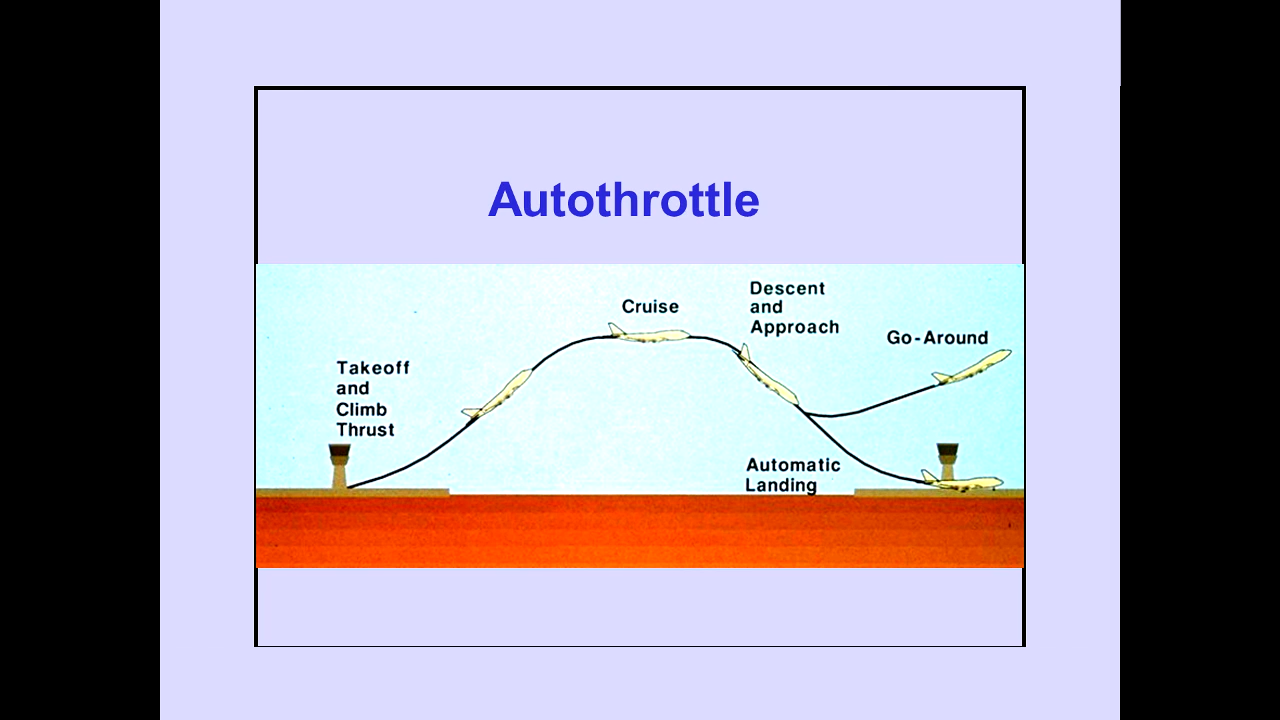 Autothrottle
Takeoff
and
Climb
Thrust
Cruise
Descent
and
Approach
Go-Around
Automatic
Landing